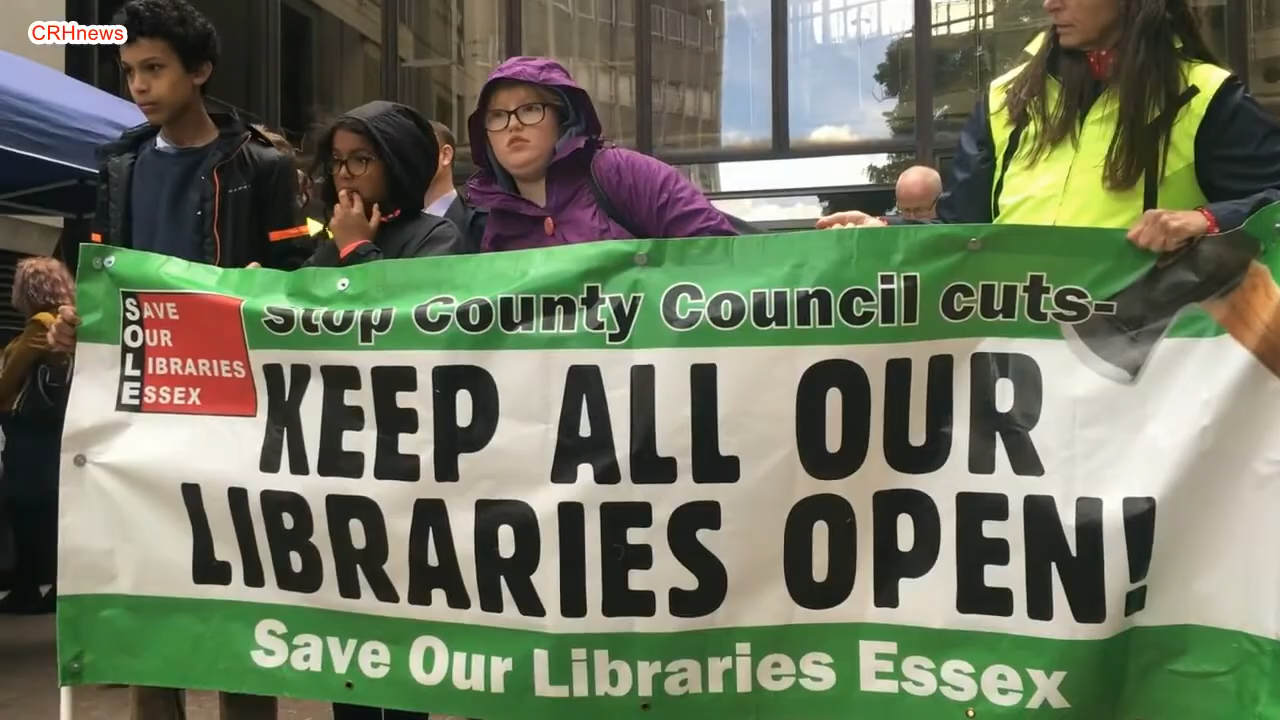 CRHnews
SAVE
OUR
LIBRARIES
ESSEX
Stop County Council cuts-
KEEP ALL OUR
LIBRARIES OPEN!
Save Our Libraries Essex